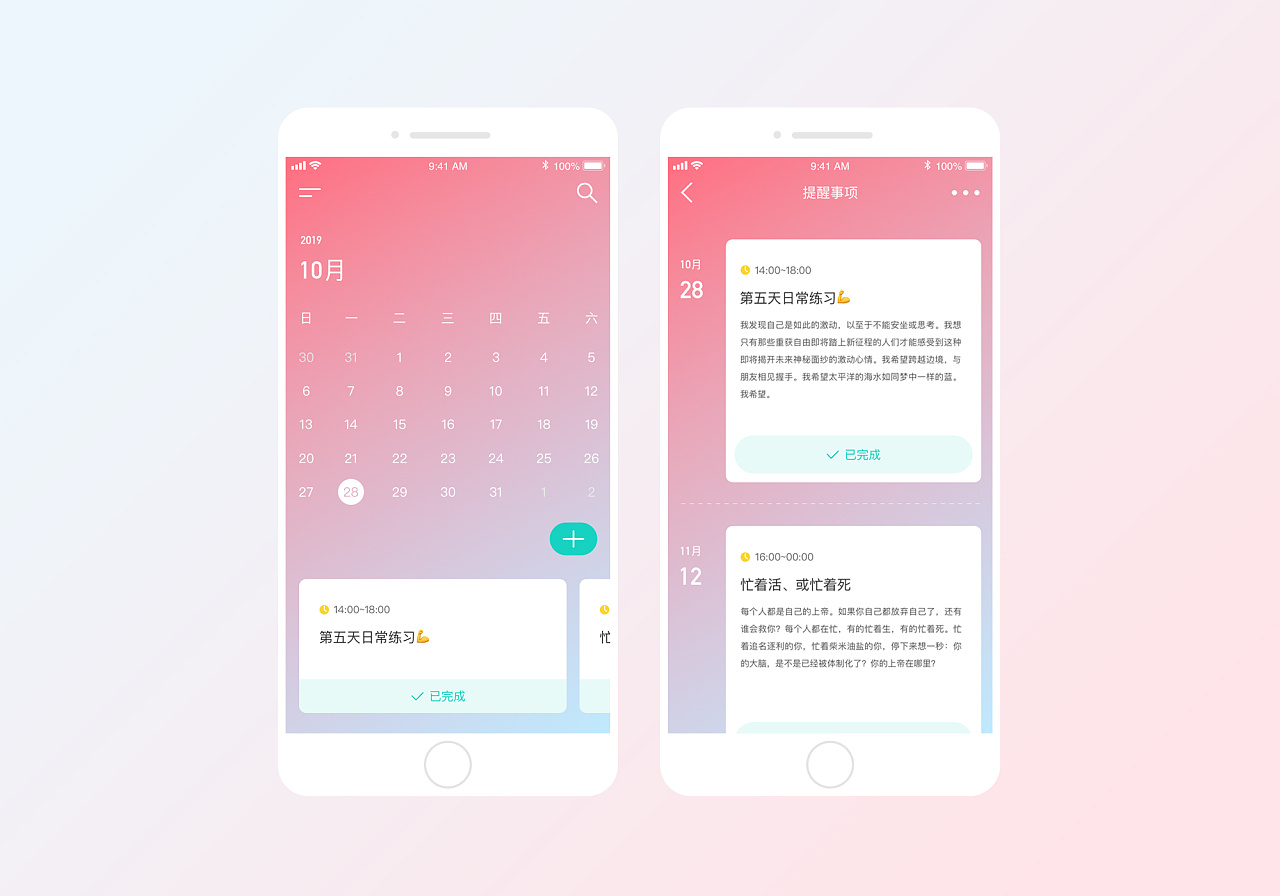 9:41 AM 100%
2019
10月
日 一 二 三 四 五 六
30 31 1 2 3 4 5
6 7 8 9 10 11 12
13 14 15 16 17 18 19
20 21 22 23 24 25 26
27 28 29 30 31 1 2
14:00~18:00
第五天日常练习💪
忙
已完成
9:41 AM 100%
提醒事项
10月
28
14:00~18:00
第五天日常练习💪
我发现自己是如此的激动，以至于不能安坐或思考。我想
只有那些重获自由即将踏上新征程的人们才能感受到这种
即将揭开未来神秘面纱的激动心情。我希望跨越边境，与
朋友相见握手。我希望太平洋的海水如同梦中一样的蓝。
我希望。
已完成
11月
12
16:00~00:00
忙着活、或忙着死
每个人都是自己的上帝。如果你自己都放弃自己了，还有
谁会救你？每个人都在忙，有的忙着生，有的忙着死。忙
着追名逐利的你，忙着柴米油盐的你，停下来想一秒：你
的大脑，是不是已经被体制化了？你的上帝在哪里？